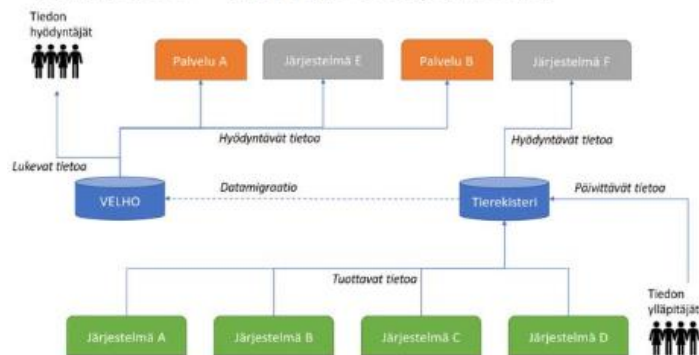 Tiedon
hyödyntäjät
Palvelu A
Järjestelmä E
Palvelu B
Järjestelmä F
Hyödyntävät tietoa
Hyödyntävät tietoa
Lukevat tietoa
VELHO
Datamigraatio
Tierekisteri
Päivittävät tietoa
Tuottavat tietoa
Tiedon
ylläpitäjät
Järjestelmä A
Järjestelmä B
Järjestelmä C
Järjestelmä D